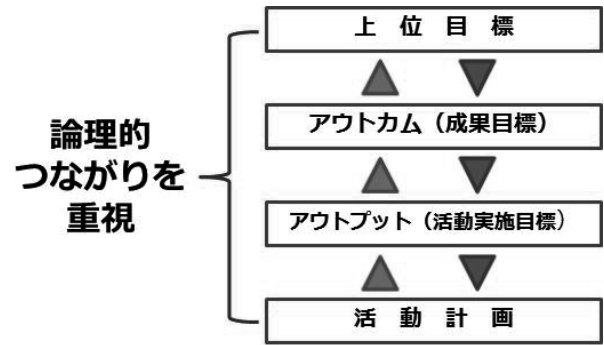 上位目標
論理的
つながりを
重視
アウトカム（成果目標）
アウトプット（活動実施目標）
活動計画